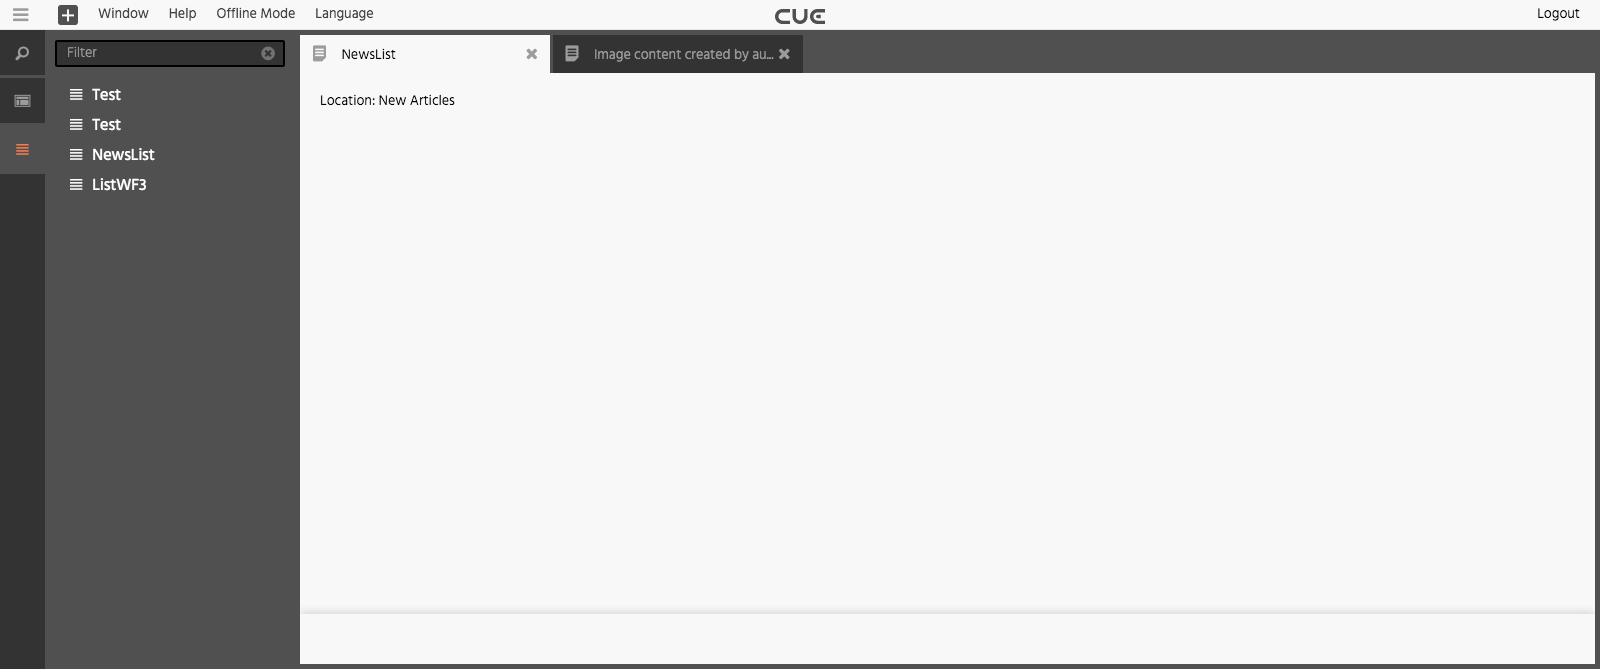 Window Help Offline Mode Language CUE Logout
Filter
NewsList Image content created by au...
Test
Location: New Articles
Test
NewsList
ListWF3